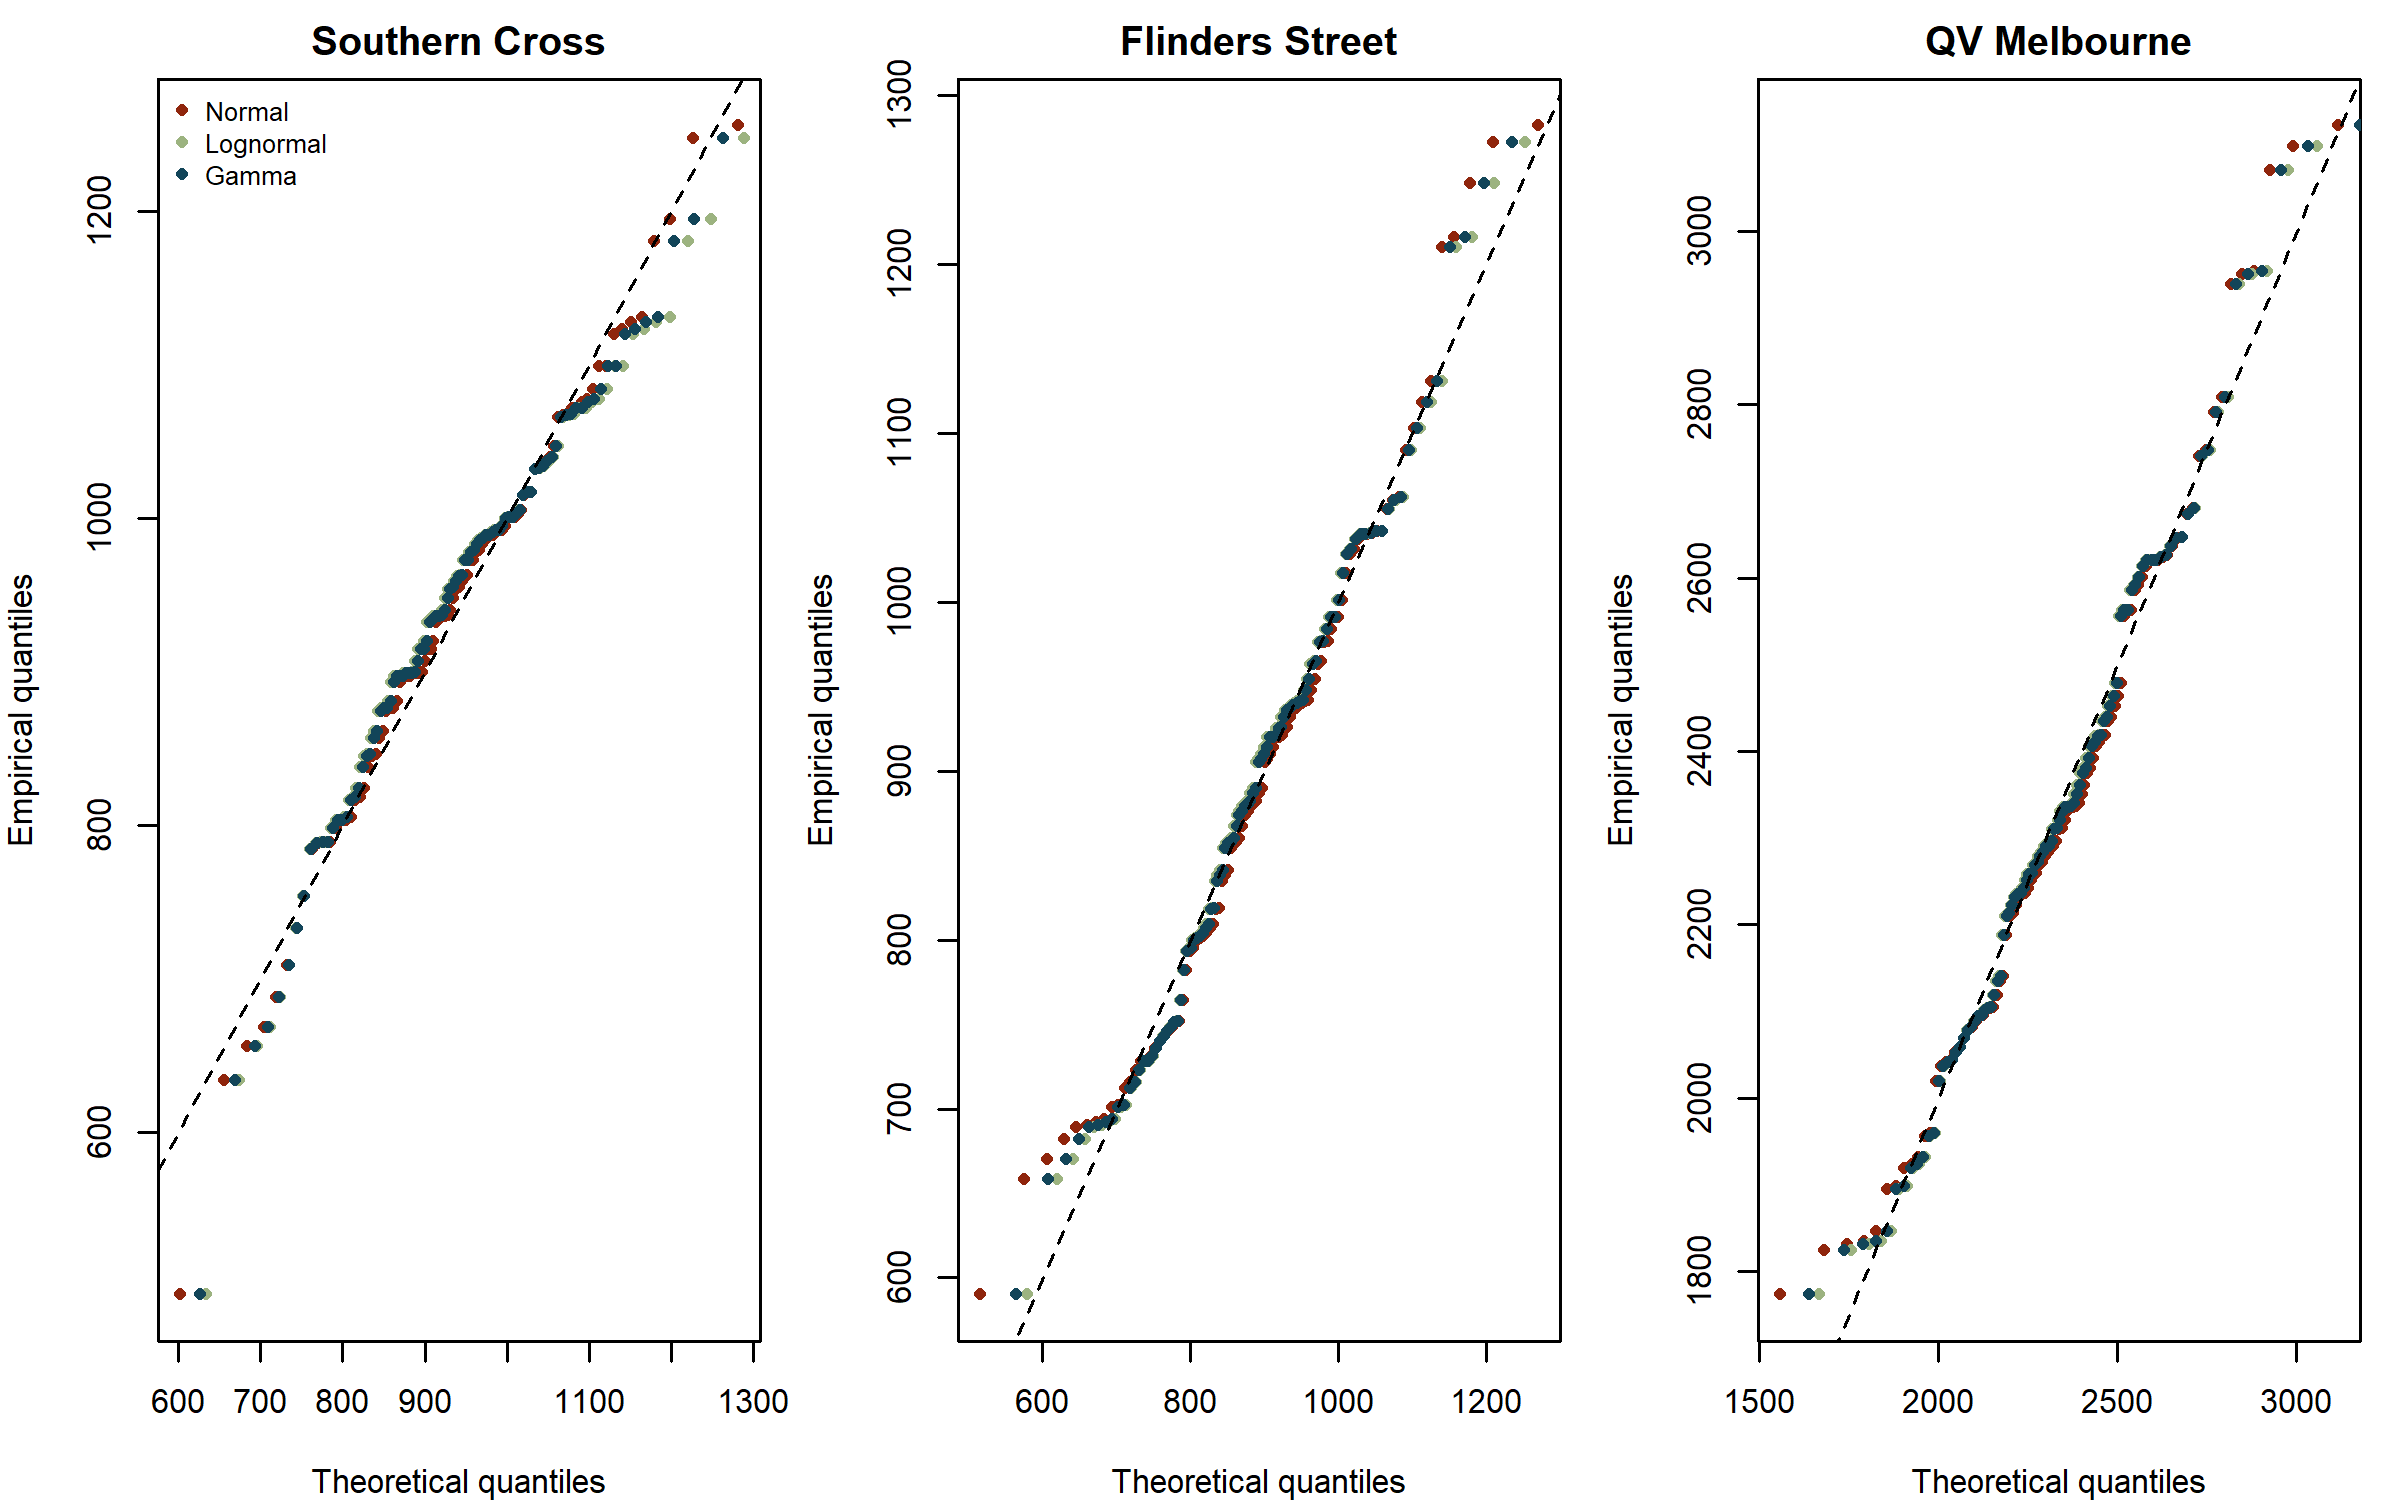 Southern Cross
Flinders Street
QV Melbourne
Normal
Lognormal
Gamma
Empirical quantiles
600
800
1000
1200
600
700
800
900
1100
1300
Theoretical quantiles
Empirical quantiles
600
700
800
900
1000
1100
1200
1300
600
800
1000
1200
Theoretical quantiles
Empirical quantiles
1800
2000
2200
2400
2600
2800
3000
1500
2000
2500
3000
Theoretical quantiles